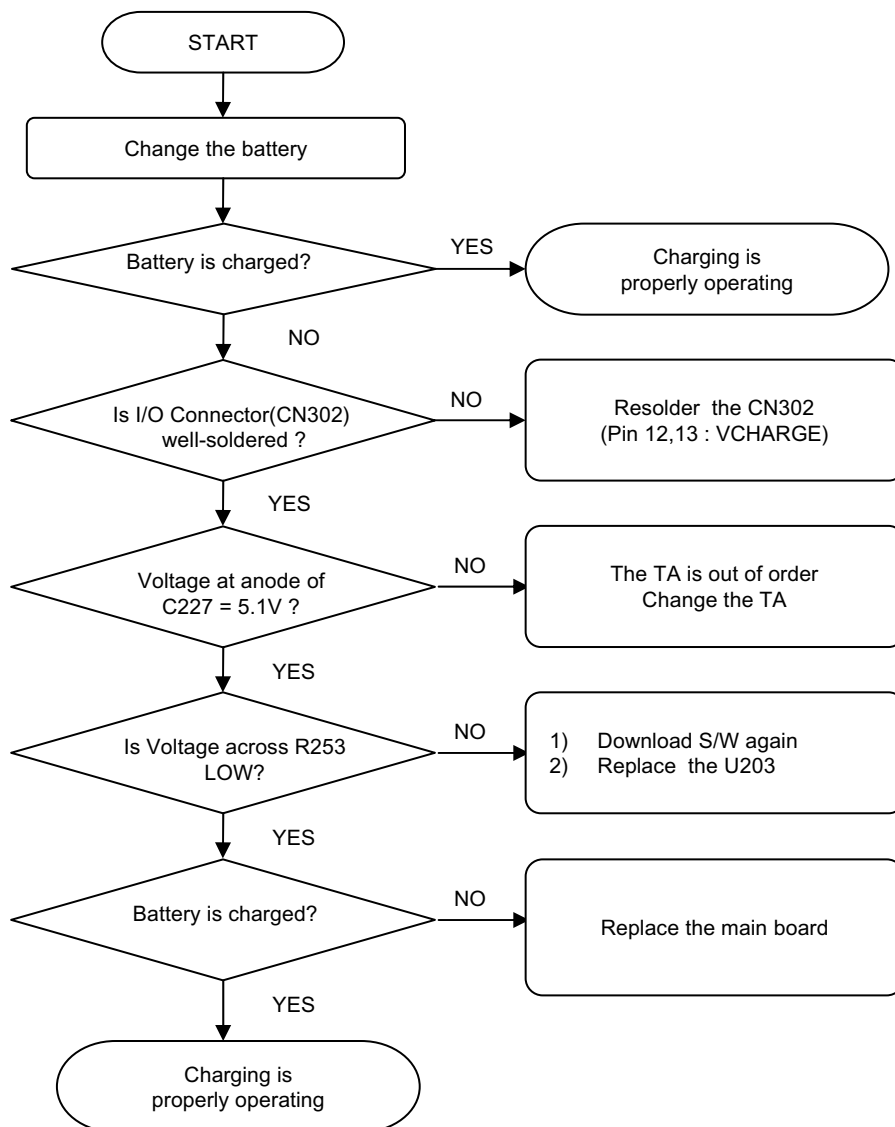 START
Change the battery
Battery is charged?
YES
Charging is
properly operating
NO
Is I/O Connector(CN302)
well-soldered ?
NO
Resolder the CN302
(Pin 12,13 : VCHARGE)
YES
Voltage at anode of
C227 = 5.1V ?
NO
The TA is out of order
Change the TA
YES
Is Voltage across R253
LOW?
NO
1) Download S/W again
2) Replace the U203
YES
Battery is charged?
NO
Replace the main board
YES
Charging is
properly operating